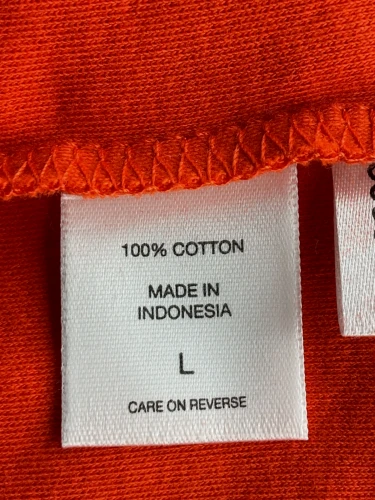 100% COTTON
MADE IN
INDONESIA
L
CARE ON REVERSE